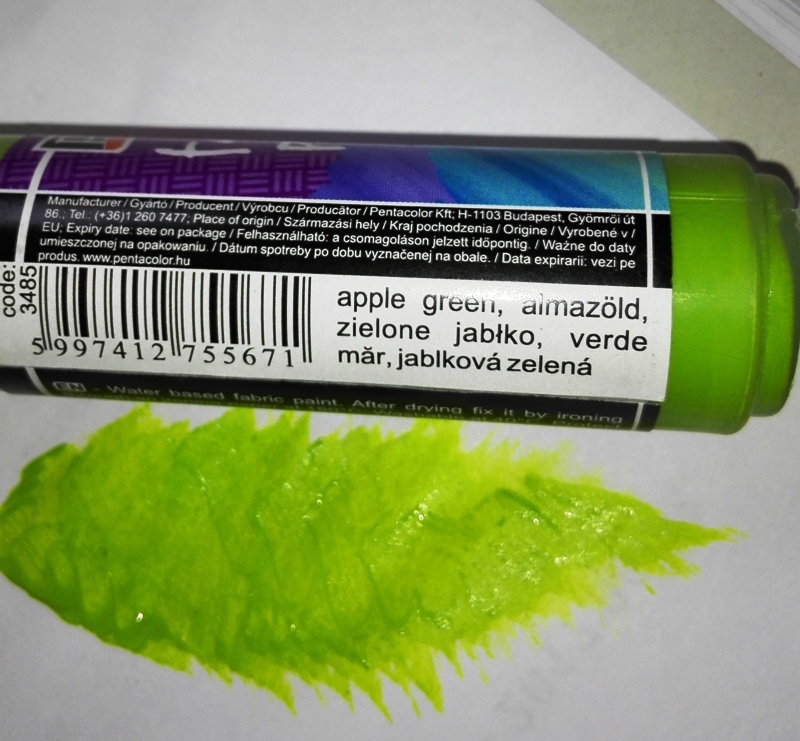 Manufacturer / Gyártó / Producent / Výrobcu / Producător / Pentacolor Kft; H-1103 Budapest, Gyömrői út
86.; Tel.: (+36)1 260 7477; Place of origin / Származási hely / Kraj pochodzenia / Origine / Vyrobené v /
EU; Expiry date: see on package / Felhasználható: a csomagoláson jelzett időpontig. / Ważne do daty
umieszczonej na opakowaniu. / Dátum spotreby po dobu vyznačenej na obale. / Data expirarii: vezi pe
produs. www.pentacolor.hu
code:
3485
5 997412 755671
apple green, almazöld,
zielone jabłko, verde
măr, jablková zelená
EN - Water based fabric paint. After drying fix it by ironing